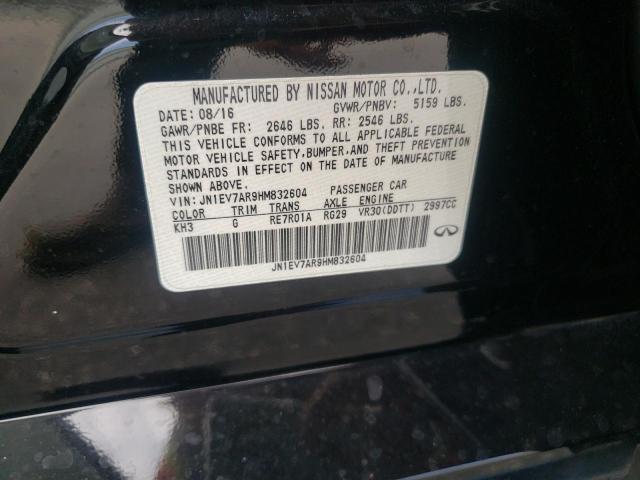 MANUFACTURED BY NISSAN MOTOR CO.,LTD.
DATE: 08/16 GVWR/PNBV: 5159 LBS.
GAWR/PNBE FR: 2646 LBS. RR: 2546 LBS.
THIS VEHICLE CONFORMS TO ALL APPLICABLE FEDERAL
MOTOR VEHICLE SAFETY, BUMPER, AND THEFT PREVENTION
STANDARDS IN EFFECT ON THE DATE OF MANUFACTURE
SHOWN ABOVE.
VIN: JN1EV7AR9HM832604 PASSENGER CAR
COLOR TRIM TRANS AXLE ENGINE
KH3 G RE7R01A RG29 VR30(DDTT) 2997CC
JN1EV7AR9HM832604